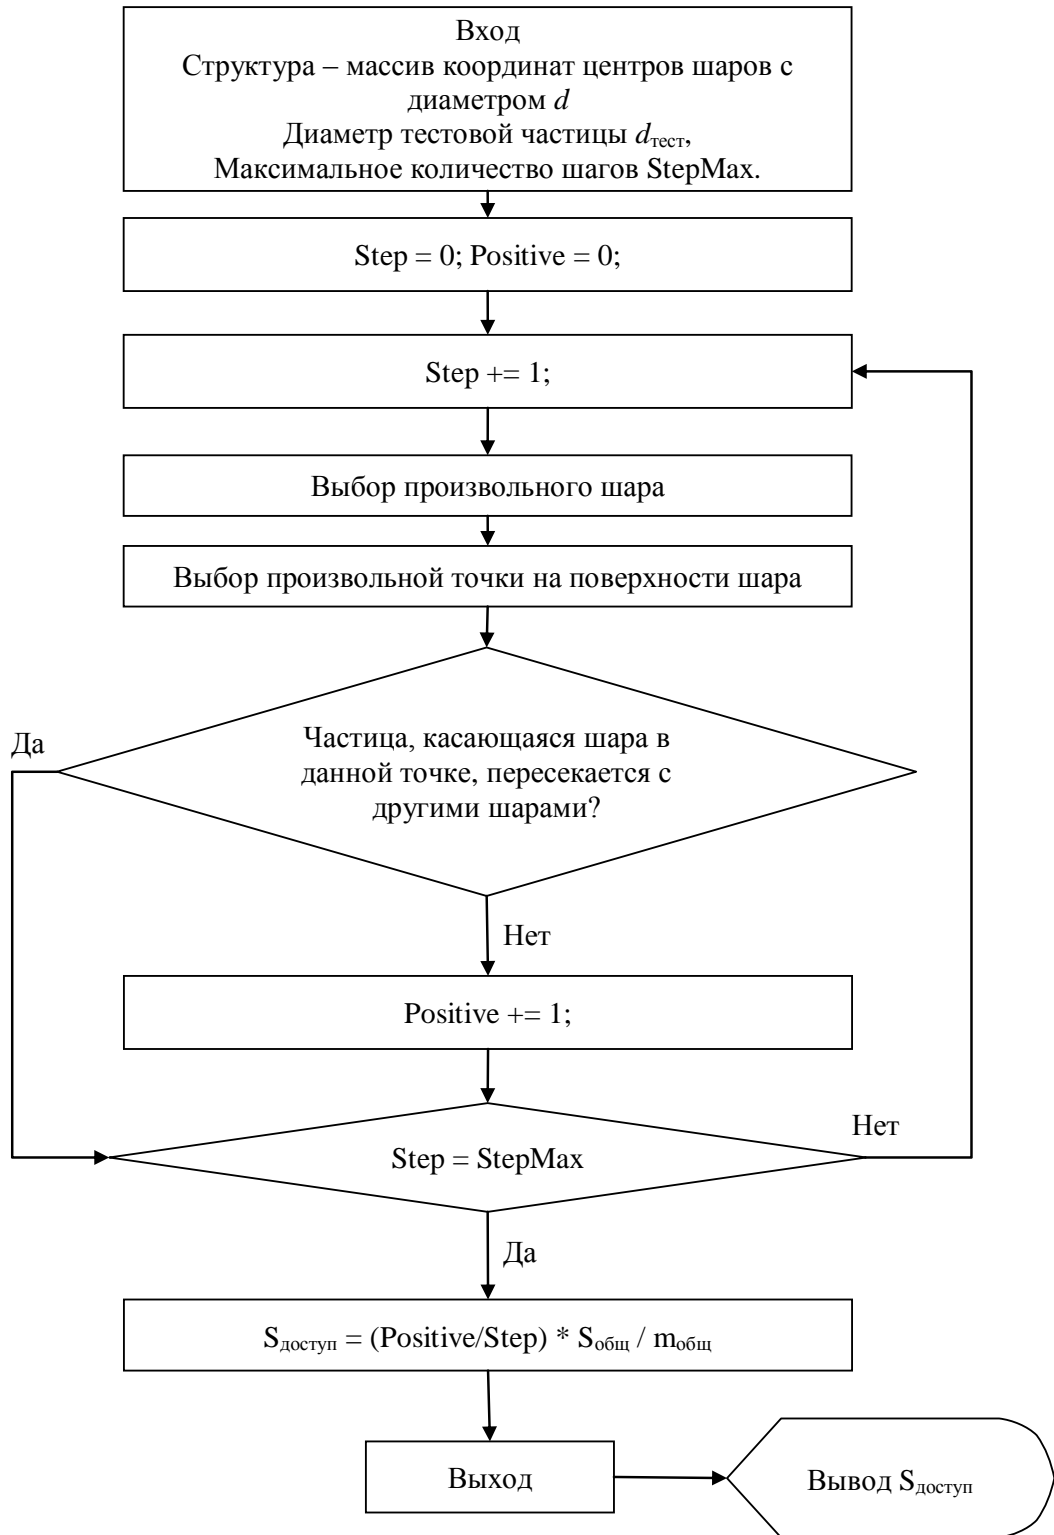 Вход
Структура – массив координат центров шаров с
диаметром d
Диаметр тестовой частицы dтест,
Максимальное количество шагов StepMax.
Step = 0; Positive = 0;
Step += 1;
Выбор произвольного шара
Выбор произвольной точки на поверхности шара
Да
Частица, касающаяся шара в
данной точке, пересекается с
другими шарами?
Нет
Positive += 1;
Нет
Step = StepMax
Да
Sдоступ = (Positive/Step) * Sобщ / mобщ
Выход
Вывод Sдоступ